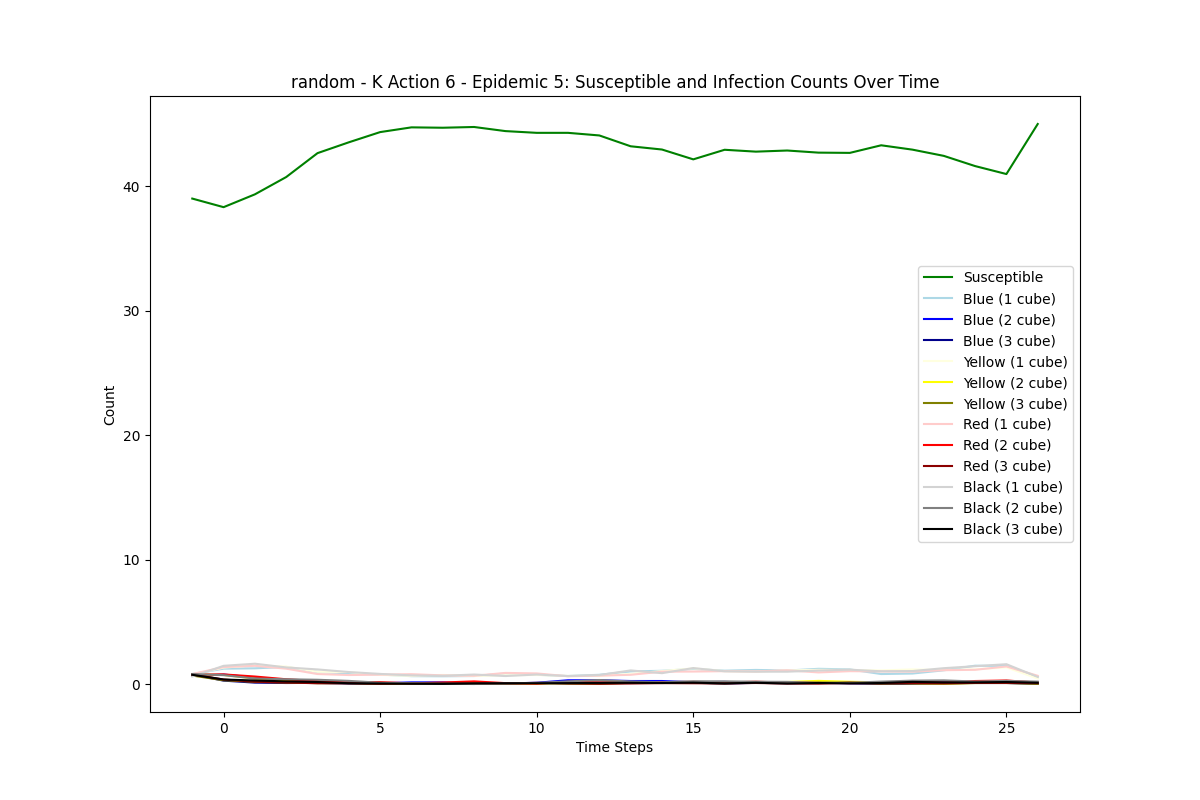 random - K Action 6 - Epidemic 5: Susceptible and Infection Counts Over Time
Count
40
30
20
10
0
Susceptible
Blue (1 cube)
Blue (2 cube)
Blue (3 cube)
Yellow (1 cube)
Yellow (2 cube)
Yellow (3 cube)
Red (1 cube)
Red (2 cube)
Red (3 cube)
Black (1 cube)
Black (2 cube)
Black (3 cube)
0 5 10 15 20 25
Time Steps